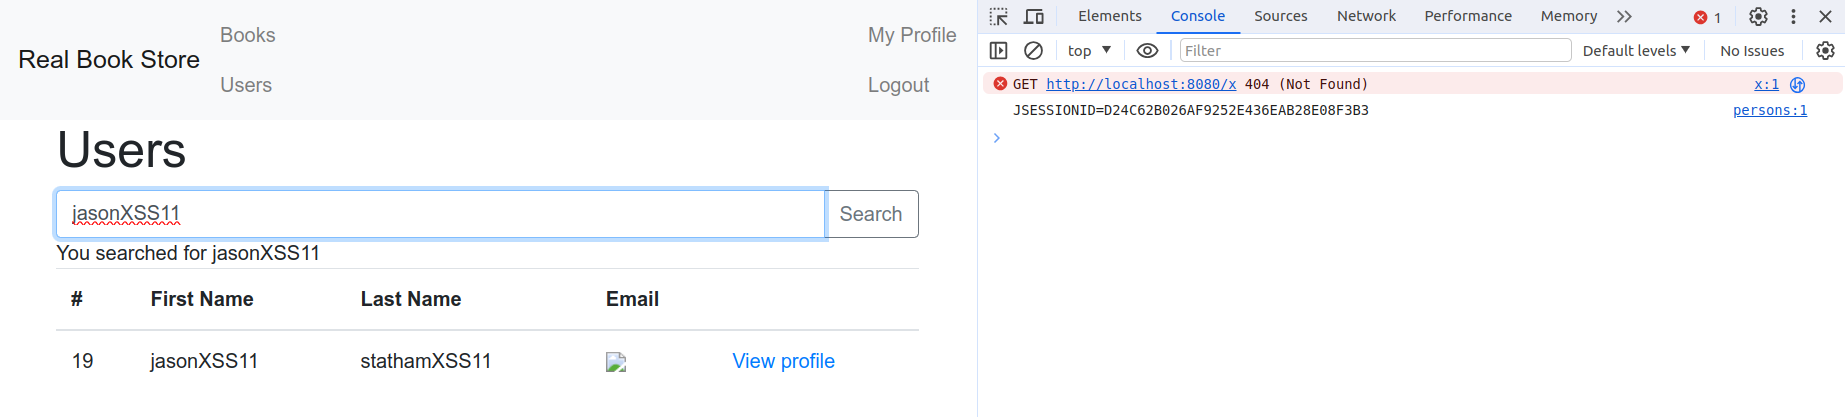 Real Book Store
Books
Users
My Profile
Logout
Users
jasonXSS11
Search
You searched for jasonXSS11
# First Name Last Name Email
19 jasonXSS11 stathamXSS11 View profile
Elements Console Sources Network Performance Memory 1
top Filter Default levels No Issues
GET http://localhost:8080/x 404 (Not Found) x:1
JSESSIONID=D24C62B026AF9252E436EAB28E08F3B3 persons:1